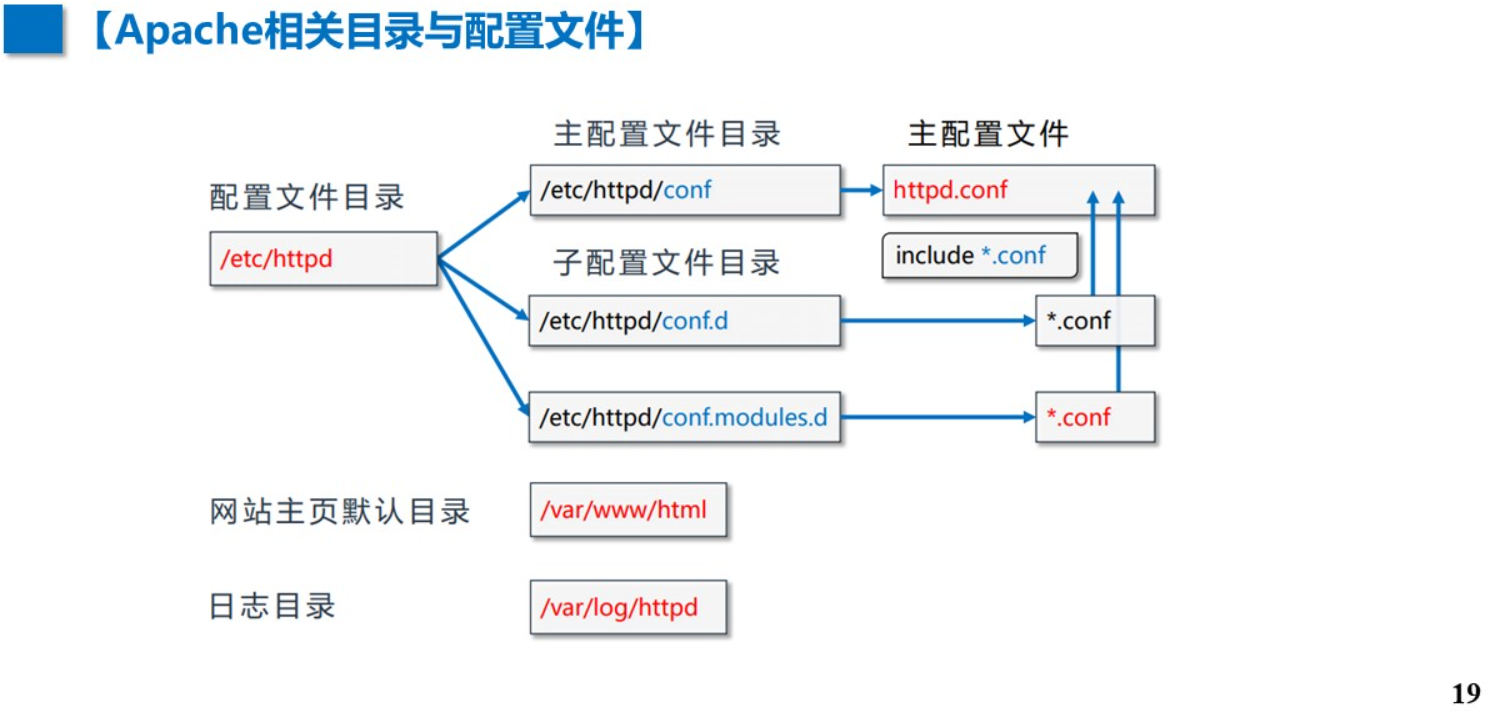 【Apache相关目录与配置文件】
主配置文件目录
主配置文件
配置文件目录
/etc/httpd/conf
httpd.conf
/etc/httpd
子配置文件目录
include *.conf
/etc/httpd/conf.d
*.conf
/etc/httpd/conf.modules.d
*.conf
网站主页默认目录
/var/www/html
日志目录
/var/log/httpd
19